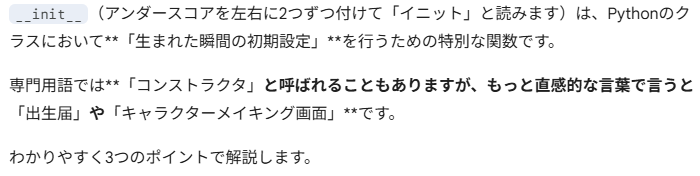 __init__（アンダースコアを左右に2つずつ付けて「イニット」と読みます）は、Pythonのク
ラスにおいて**「生まれた瞬間の初期設定」**を行うための特別な関数です。
専門用語では**「コンストラクタ」と呼ばれることもありますが、もっと直感的な言葉で言うと
「出生届」や「キャラクターメイキング画面」**です。
わかりやすく3つのポイントで解説します。